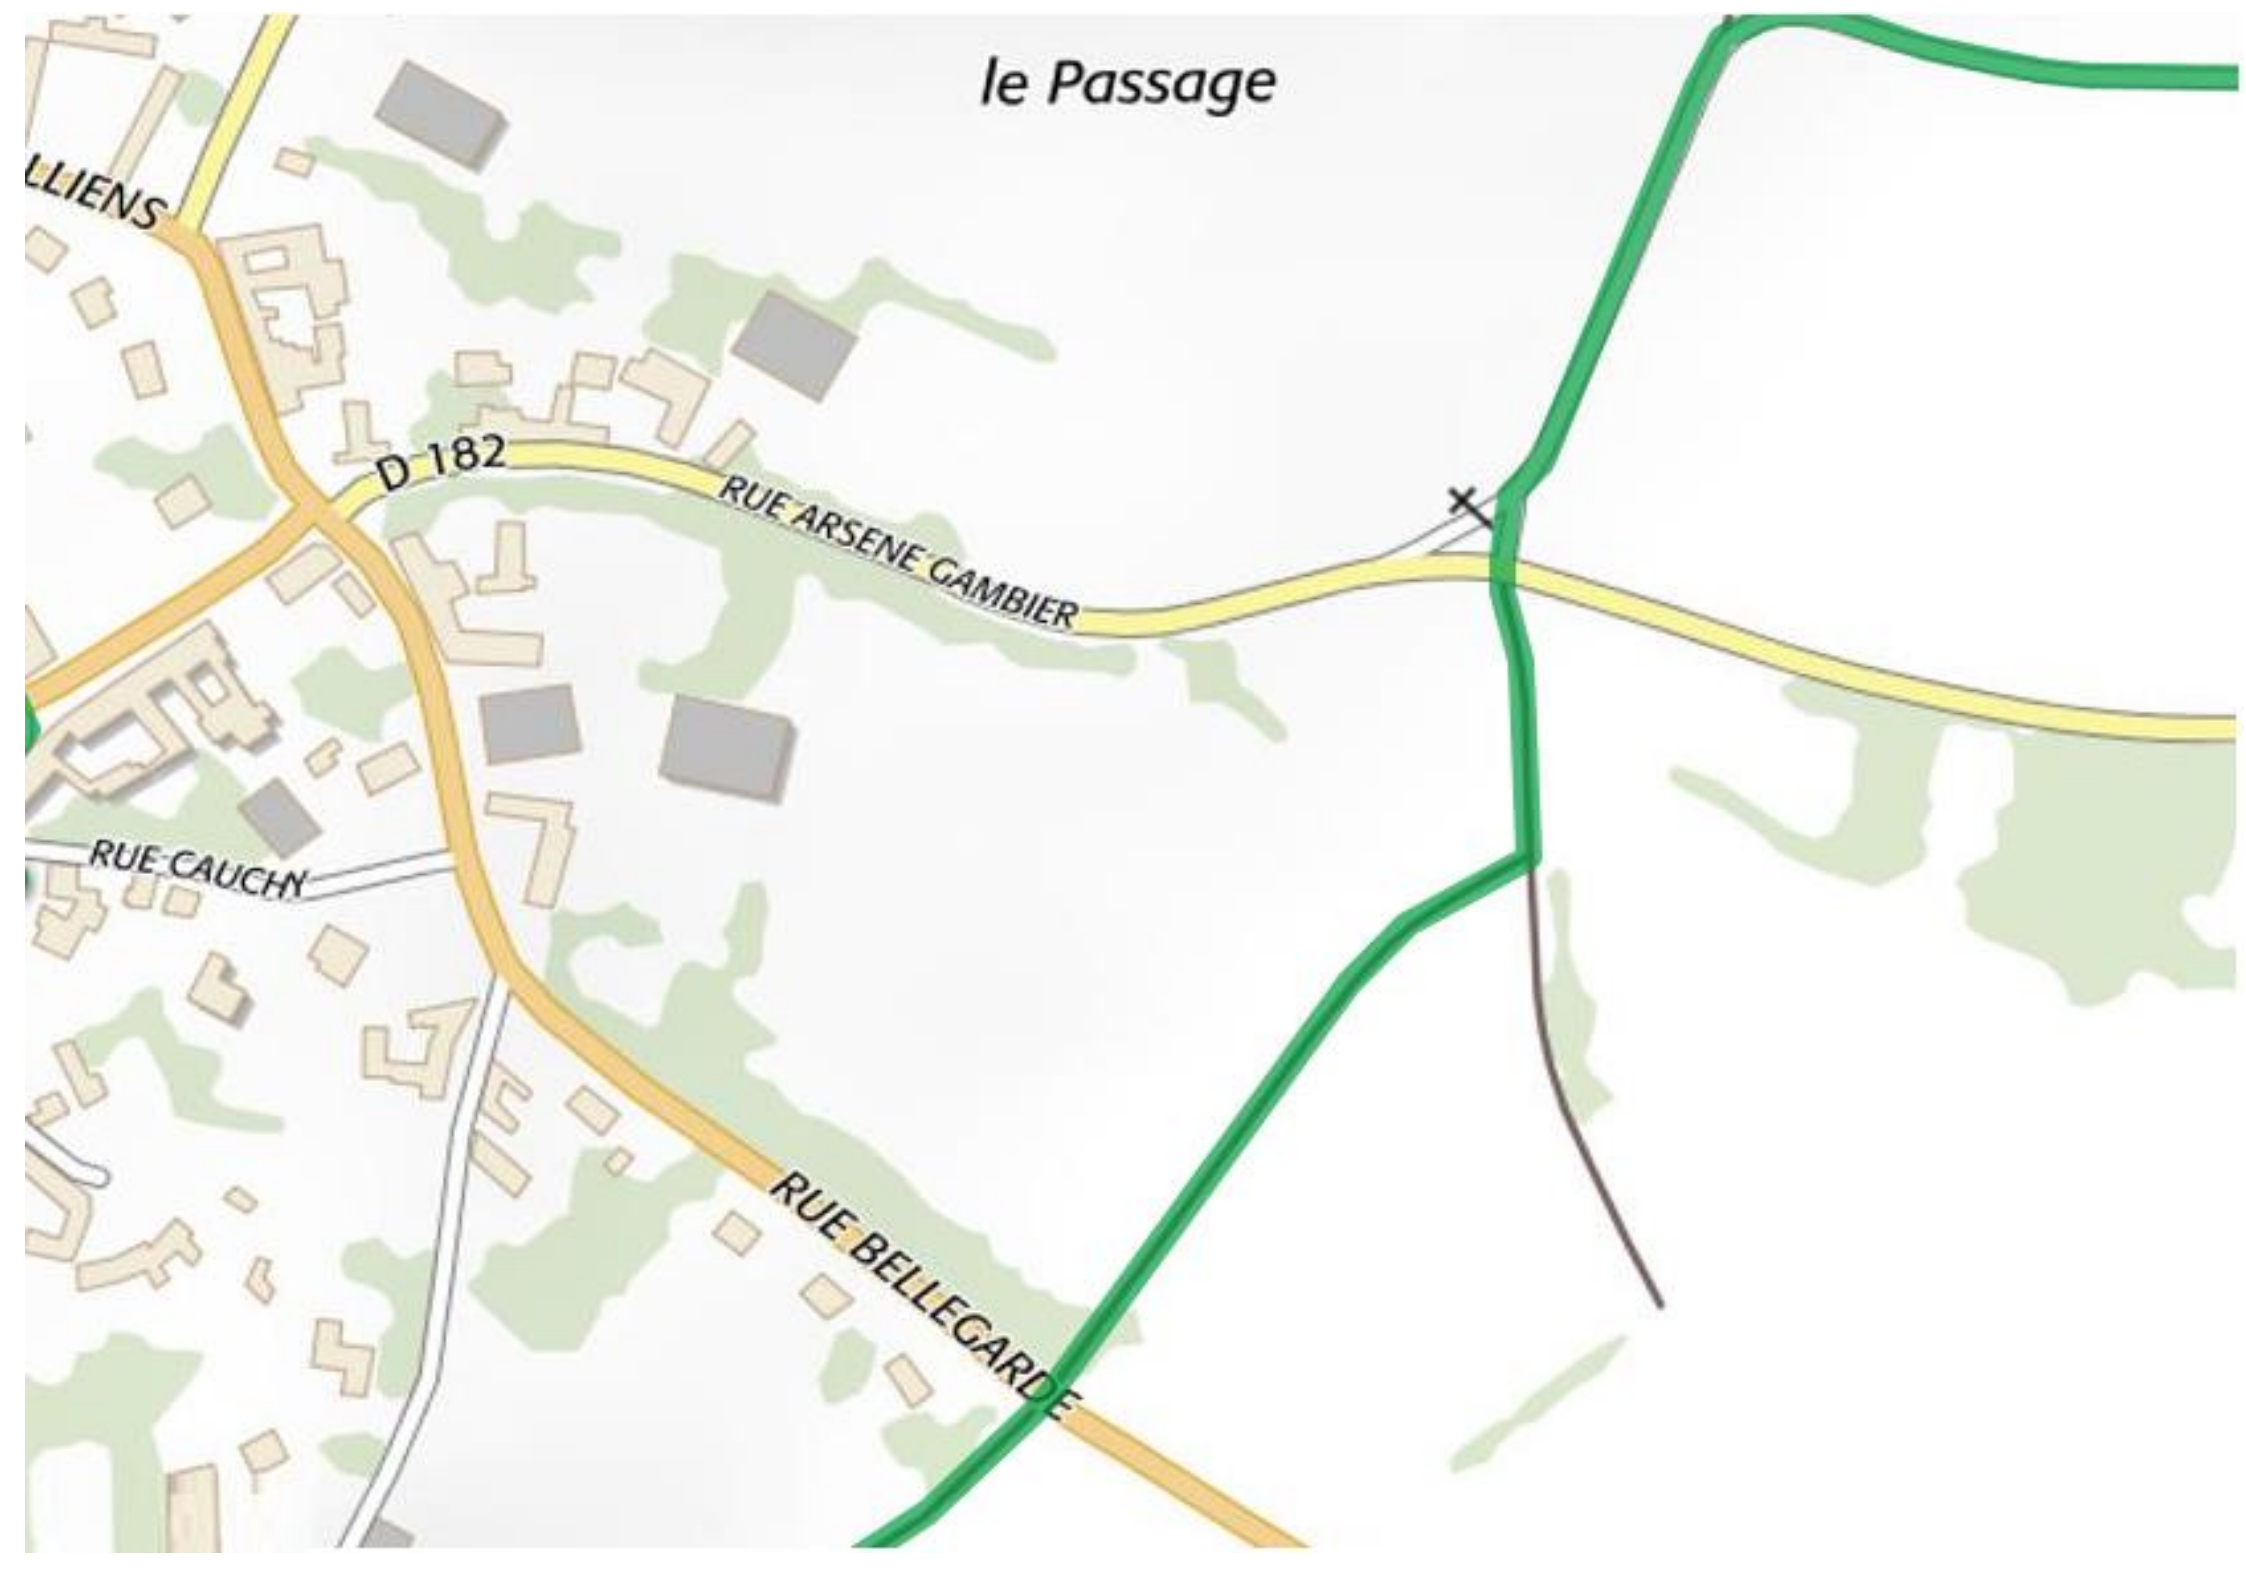 le Passage
LLIENS
D 182
RUE ARSENE GAMBIER
RUE CAUCHY
RUE BELLEGARDE